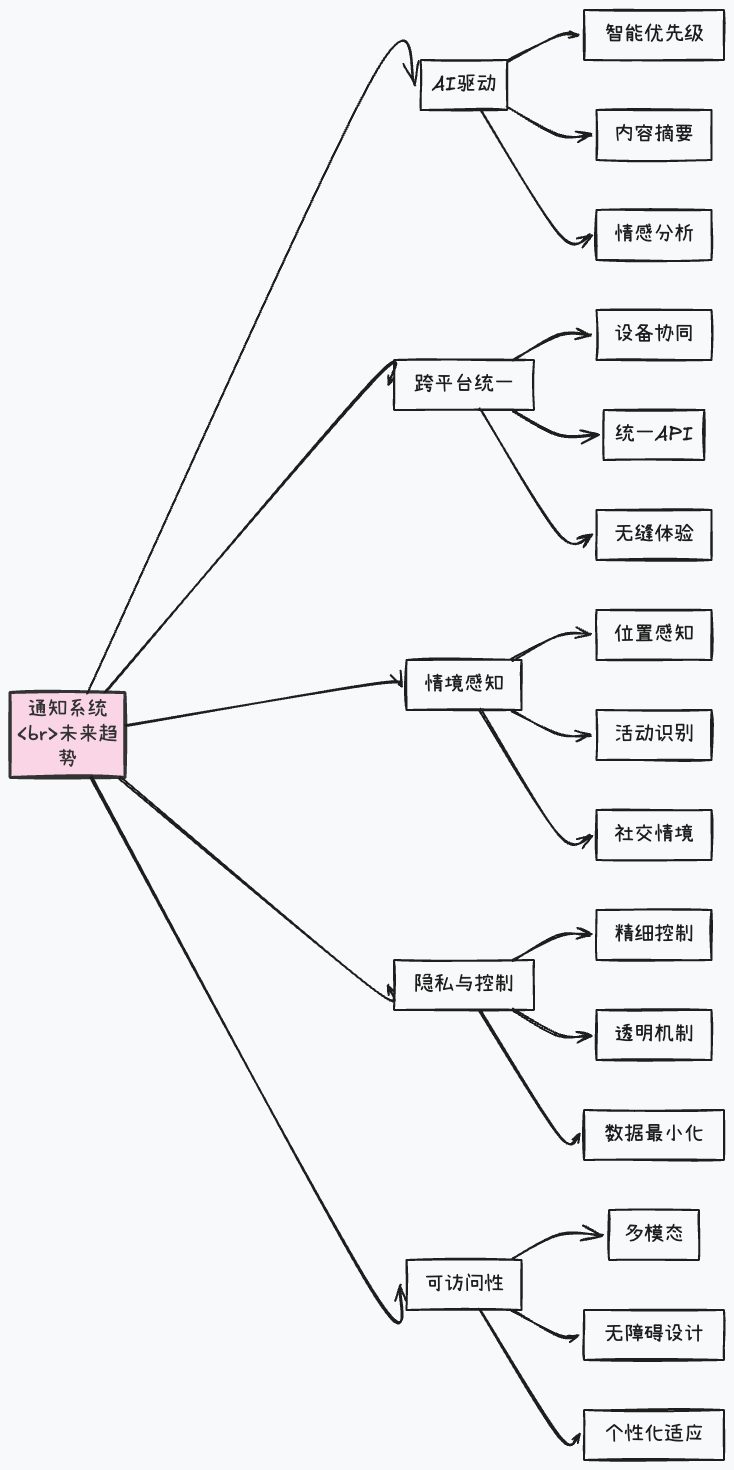 智能优先级
AI驱动
内容摘要
情感分析
设备协同
跨平台统一
统一API
无缝体验
位置感知
情境感知
通知系统
<br>未来趋
势
活动识别
社交情境
精细控制
隐私与控制
透明机制
数据最小化
多模态
可访问性
无障碍设计
个性化适应